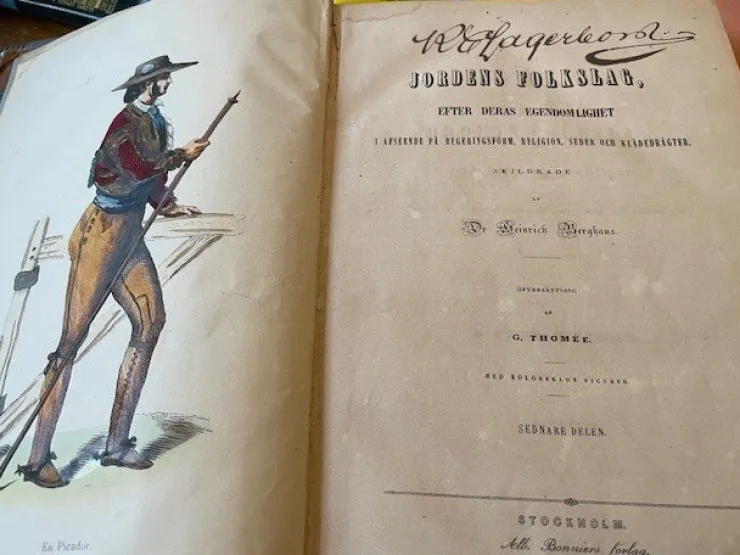 En Picador.
K E Lagerbord.
JORDENS FOLKSLAG,
EFTER DERAS EGENDOMLIGHET
I AFSEENDE PÅ REGERINGSFORM, RELIGION, SEDER OCH KLÄDEDRÄGTER,
SKILDRADE
AF
Dr Heinrich Berghaus.
ÖFVERSÄTTNING
AF
G. THOMÉE.
MED KOLORERADE FIGURER.
SEDNARE DELEN.
STOCKHOLM,
Alb. Bonniers förlag.